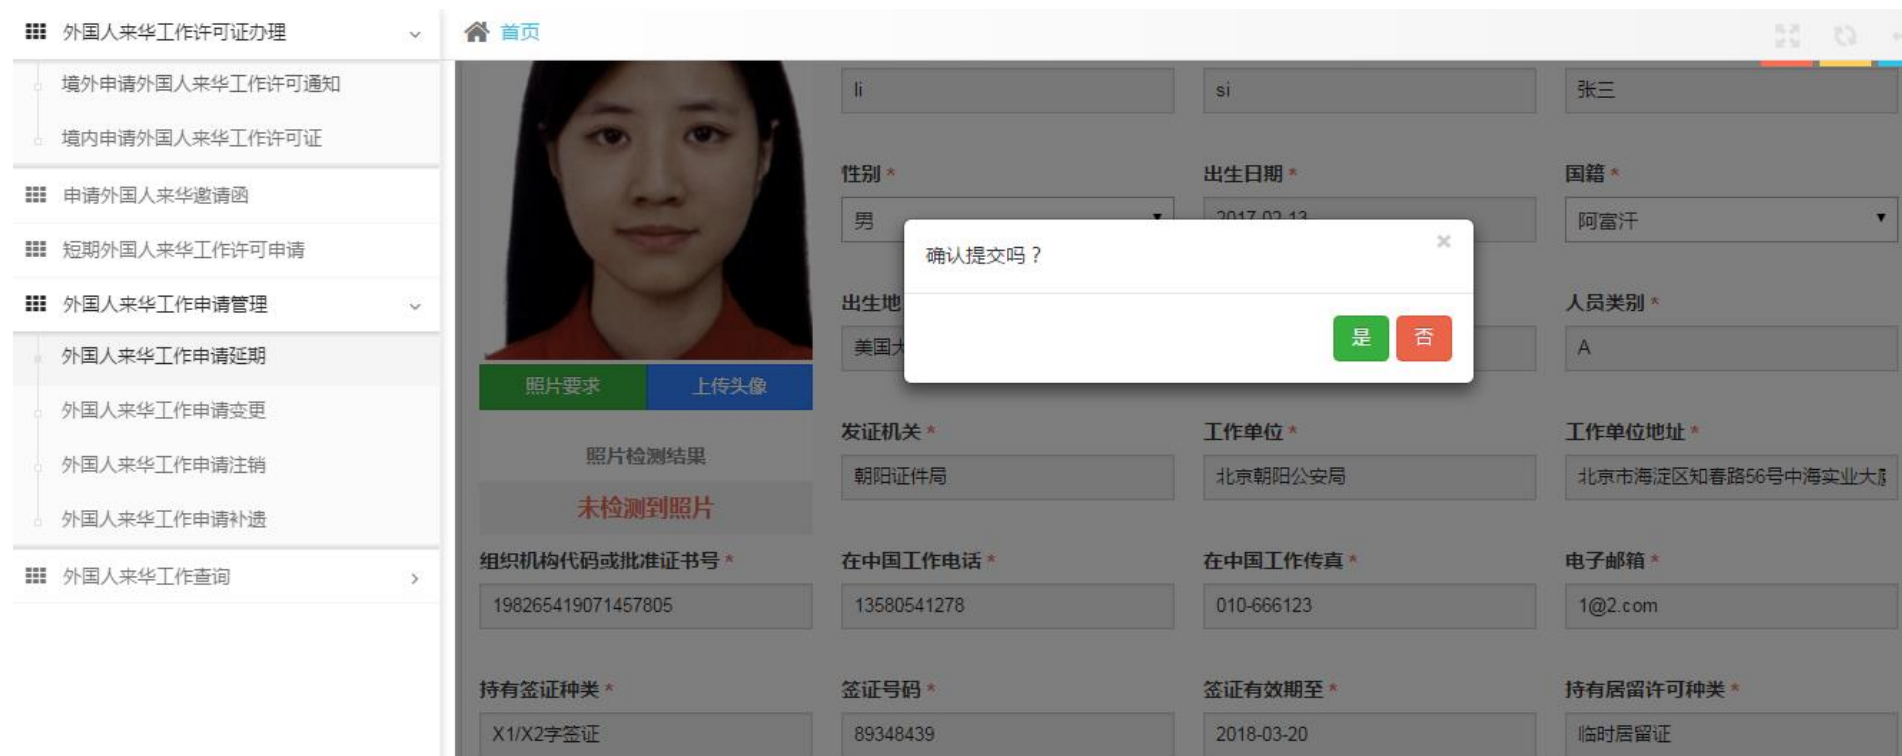 外国人来华工作许可证办理
境外申请外国人来华工作许可通知
境内申请外国人来华工作许可证
申请外国人来华邀请函
短期外国人来华工作许可申请
外国人来华工作申请管理
外国人来华工作申请延期
外国人来华工作申请变更
外国人来华工作申请注销
外国人来华工作申请补遗
外国人来华工作查询
首页
li si 张三
性别 * 出生日期 * 国籍 *
男 2017-02-13 阿富汗
确认提交吗？ ×
是 否
出生地 人员类别 *
美国 A
照片要求 上传头像
照片检测结果
未检测到照片
发证机关 * 工作单位 * 工作单位地址 *
朝阳证件局 北京朝阳公安局 北京市海淀区知春路56号中海实业大
组织机构代码或批准证书号 * 在中国工作电话 * 在中国工作传真 * 电子邮箱 *
198265419071457805 13580541278 010-666123 1@2.com
持有签证种类 * 签证号码 * 签证有效期至 * 持有居留许可种类 *
X1/X2字签证 89348439 2018-03-20 临时居留证